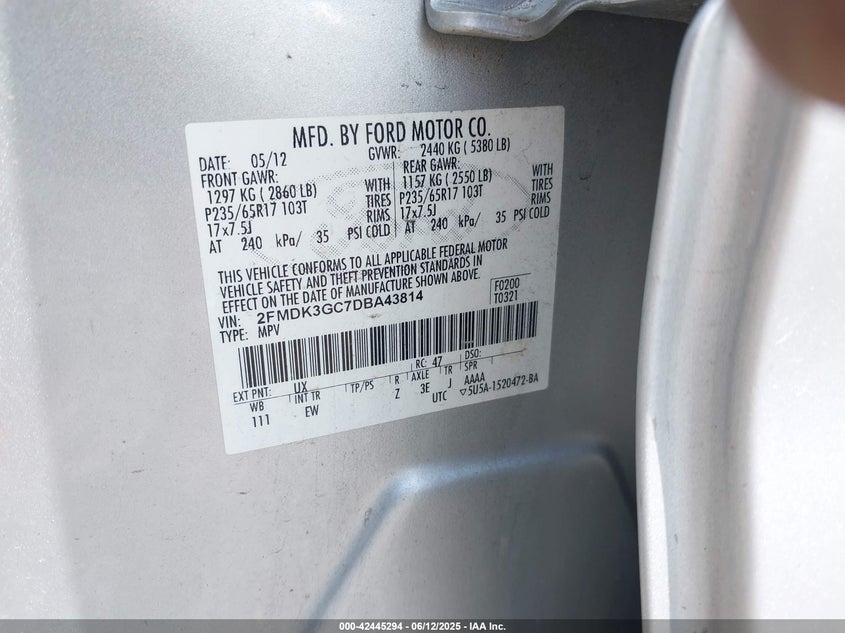 MFD. BY FORD MOTOR CO.
DATE: 05/12 GVWR: 2440 KG ( 5380 LB)
FRONT GAWR: REAR GAWR:
1297 KG ( 2860 LB) WITH 1157 KG ( 2550 LB) WITH
P235/65R17 103T TIRES P235/65R17 103T TIRES
17x7.5J RIMS 17x7.5J RIMS
AT 240 kPa/ 35 PSI COLD AT 240 kPa/ 35 PSI COLD
THIS VEHICLE CONFORMS TO ALL APPLICABLE FEDERAL MOTOR
VEHICLE SAFETY AND THEFT PREVENTION STANDARDS IN
EFFECT ON THE DATE OF MANUFACTURE SHOWN ABOVE.
F0200
T0321
VIN: 2FMDK3GC7DBA43814
TYPE: MPV
EXT PNT: UX RC: 47 DSO:
WB INT TR TP/PS R AXLE TR SPR
111 EW Z 3E J AAAA
UTC ▽5U5A-1520472-BA
000-42445294 - 06/12/2025 - IAA Inc.